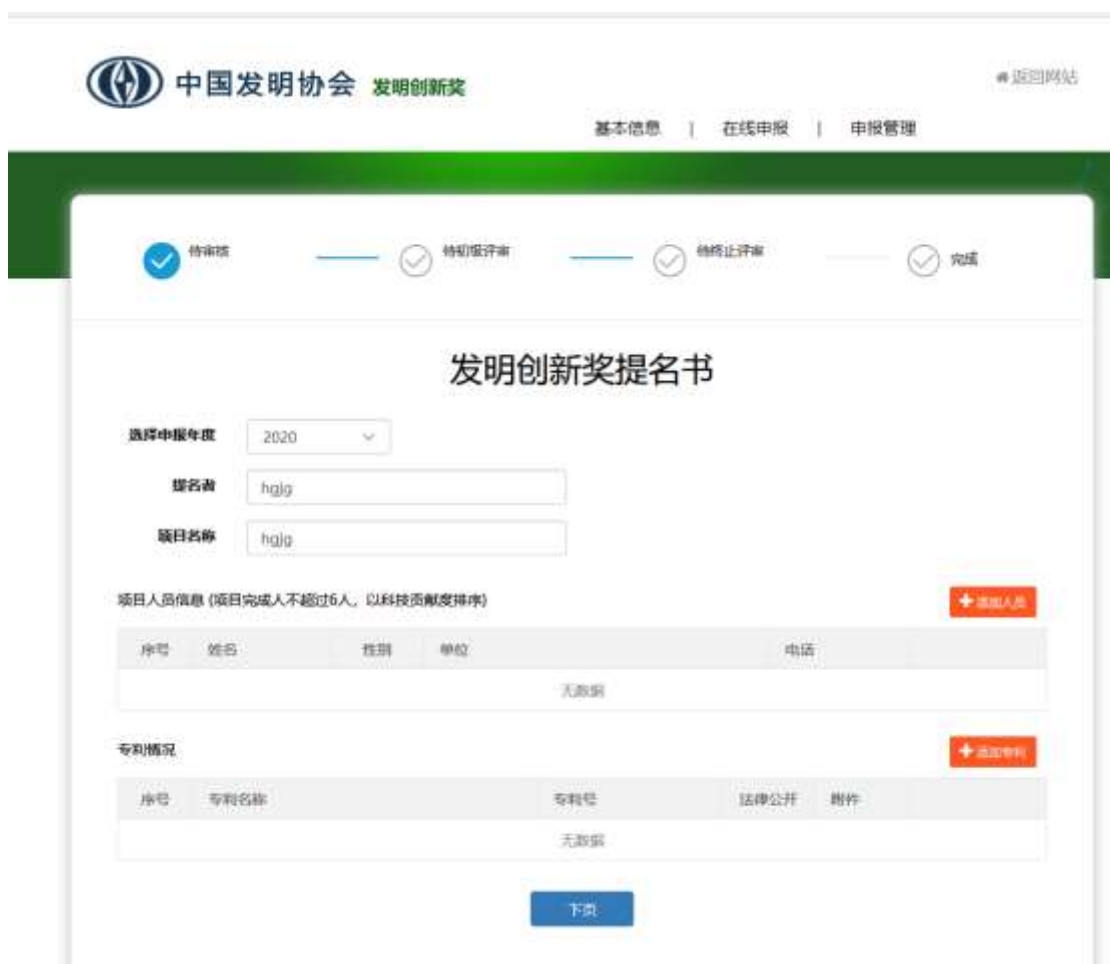 中国发明协会 发明创新奖
返回网站
基本信息 | 在线申报 | 申报管理
待审核 待初级评审 待终止评审 完成
发明创新奖提名书
选择申报年度 2020
提名者 hgjg
项目名称 hgjg
项目人员信息 (项目完成人不超过6人，以科技贡献度排序)
添加人员
序号 姓名 性别 单位 电话
无数据
专利情况
添加专利
序号 专利名称 专利号 法律公开 附件
无数据
下页